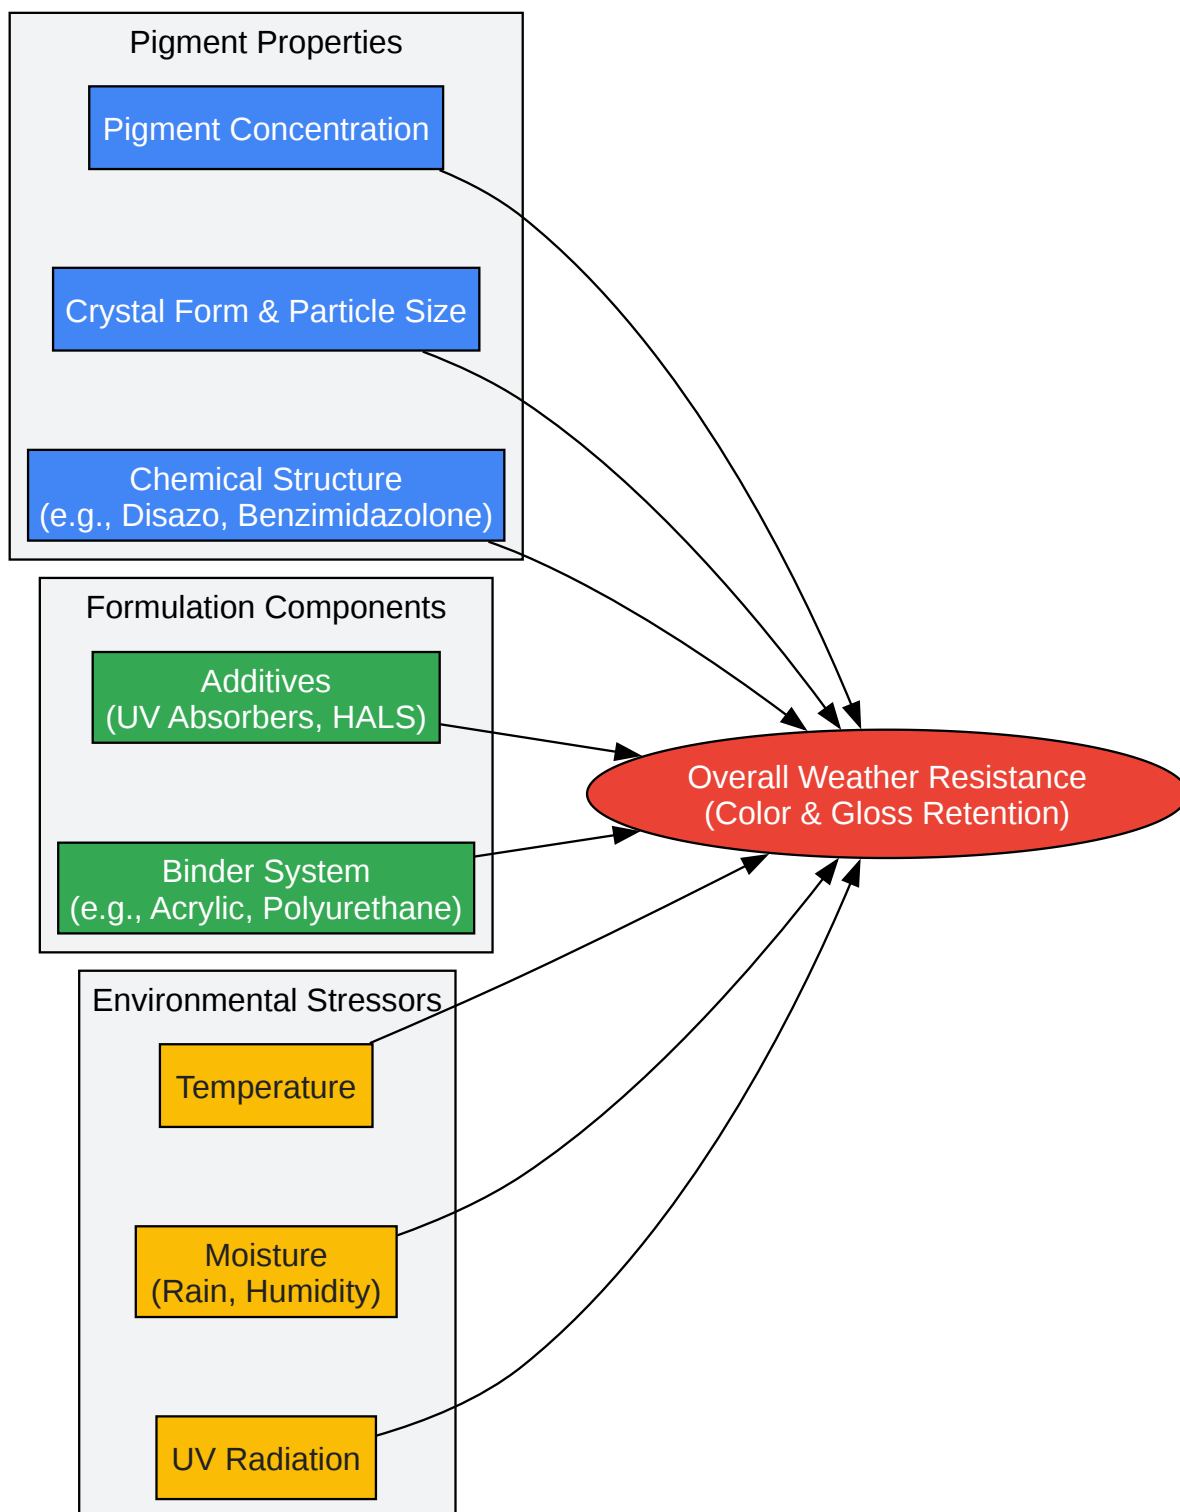 Pigment Properties
Pigment Concentration
Crystal Form & Particle Size
Chemical Structure
(e.g., Disazo, Benzimidazolone)
Formulation Components
Additives
(UV Absorbers, HALS)
Binder System
(e.g., Acrylic, Polyurethane)
Environmental Stressors
Temperature
Moisture
(Rain, Humidity)
UV Radiation
Overall Weather Resistance
(Color & Gloss Retention)